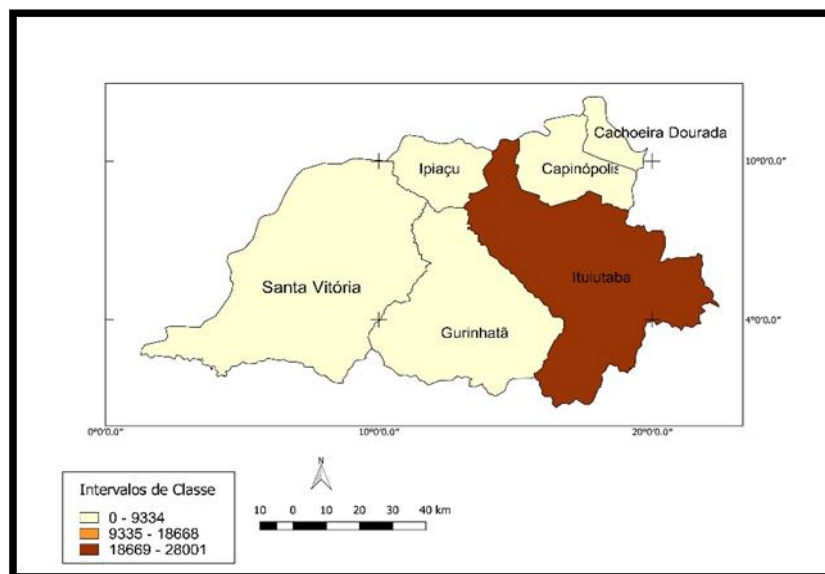 Cachoeira Dourada
Ipiaçu
Capinópolis
10°0'0.0"
Santa Vitória
Ituiutaba
Gurinhatã
4°0'0.0"
0°0'0.0"
10°0'0.0"
20°0'0.0"
N
Intervalos de Classe
0 - 9334
9335 - 18668
18669 - 28001
10 0 10 20 30 40 km